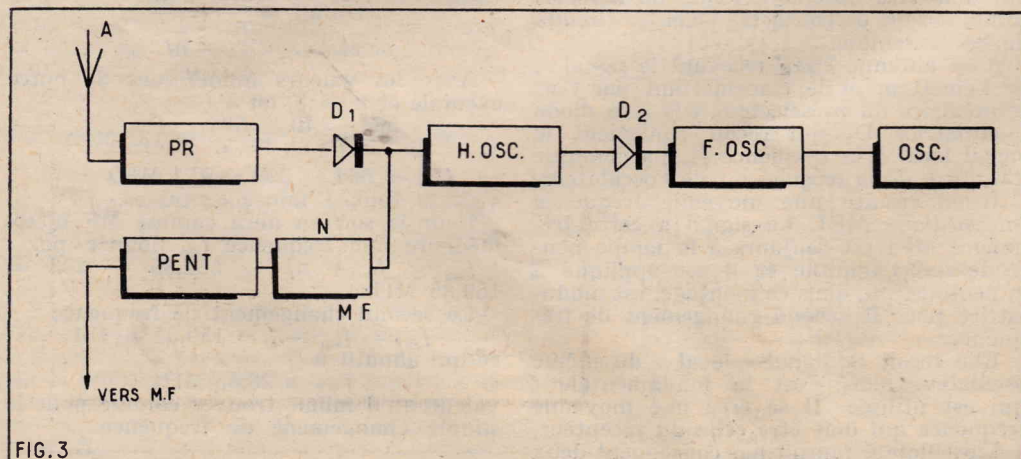 A
D1
D2
PR
H. OSC.
F. OSC
OSC.
N
PENT
M F
VERS M.F
FIG.3